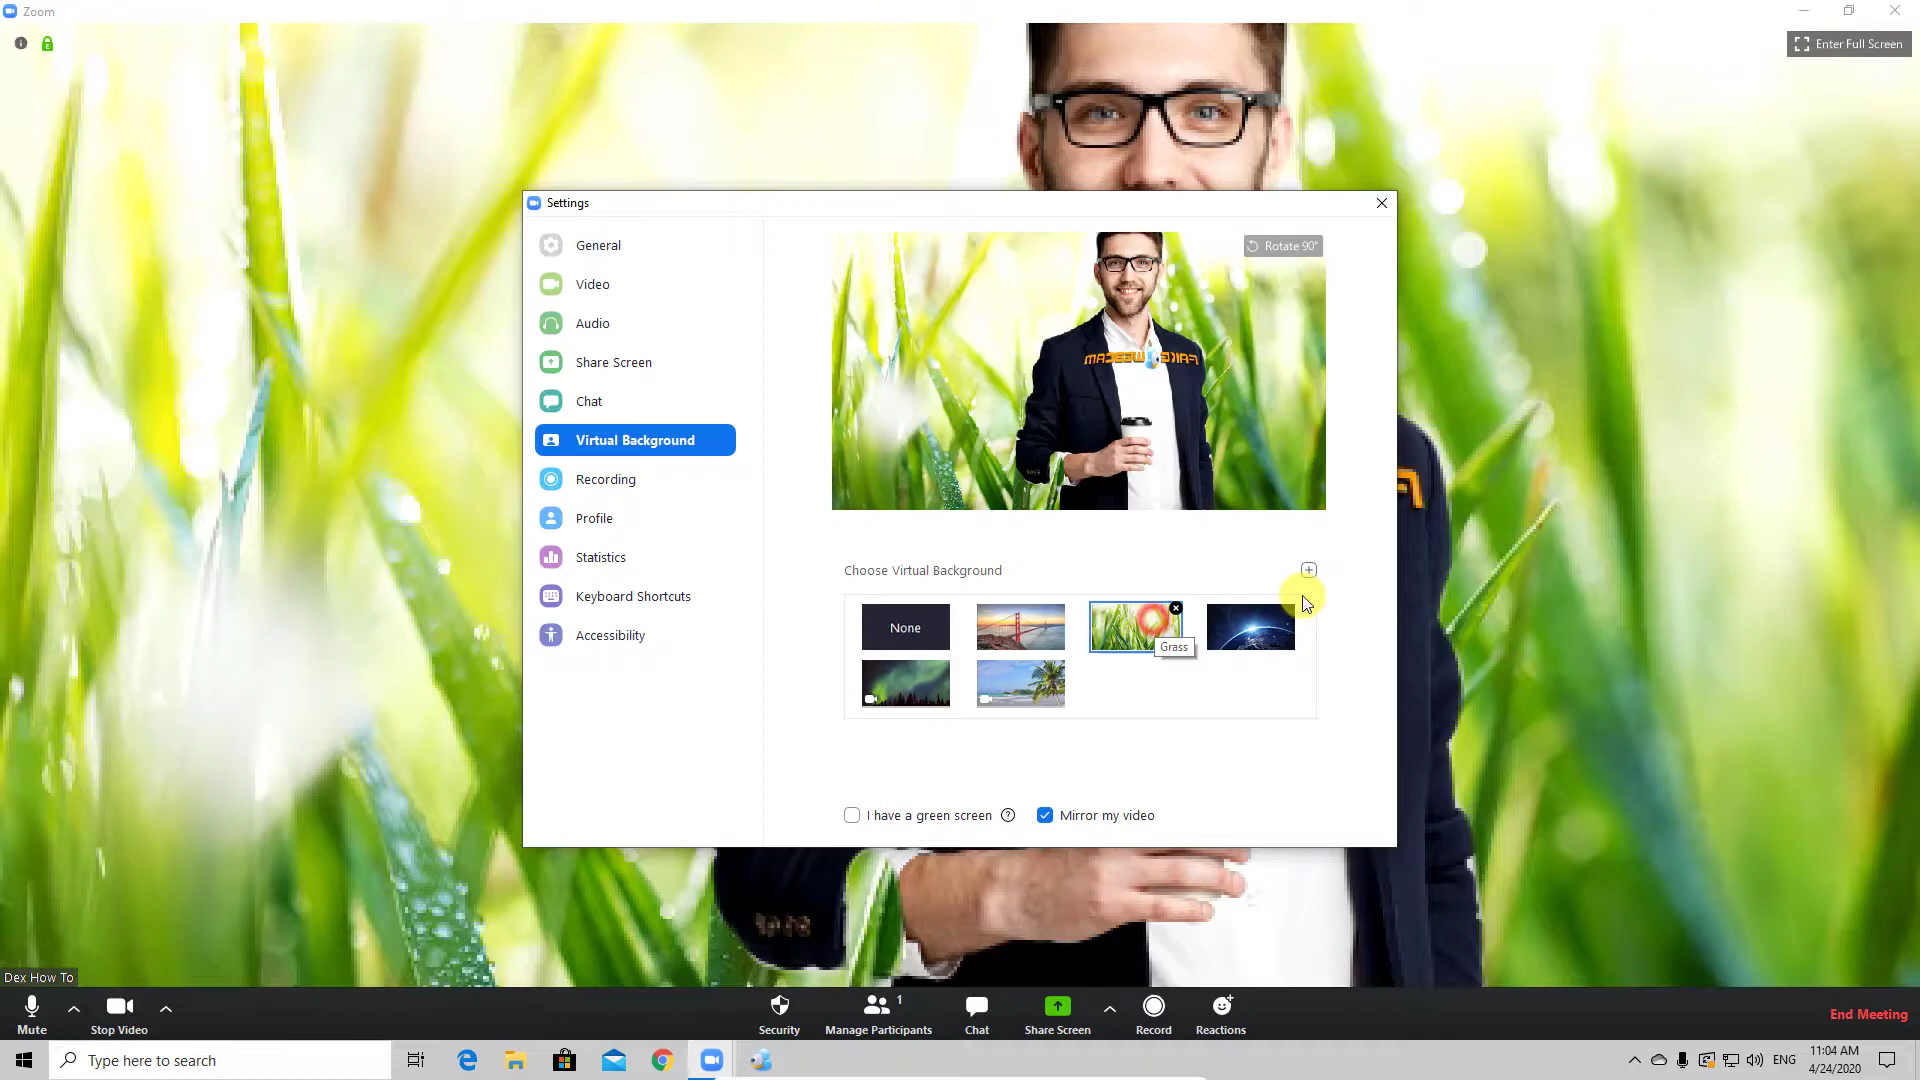 Zoom
Enter Full Screen
Settings
General
Video
Audio
Share Screen
Chat
Virtual Background
Recording
Profile
Statistics
Keyboard Shortcuts
Accessibility
Rotate 90°
FAKE WEBCAM
Choose Virtual Background
None
Grass
I have a green screen
Mirror my video
Dex How To
Mute
Stop Video
Security
Manage Participants
1
Chat
Share Screen
Record
Reactions
End Meeting
Type here to search
ENG
11:04 AM
4/24/2020